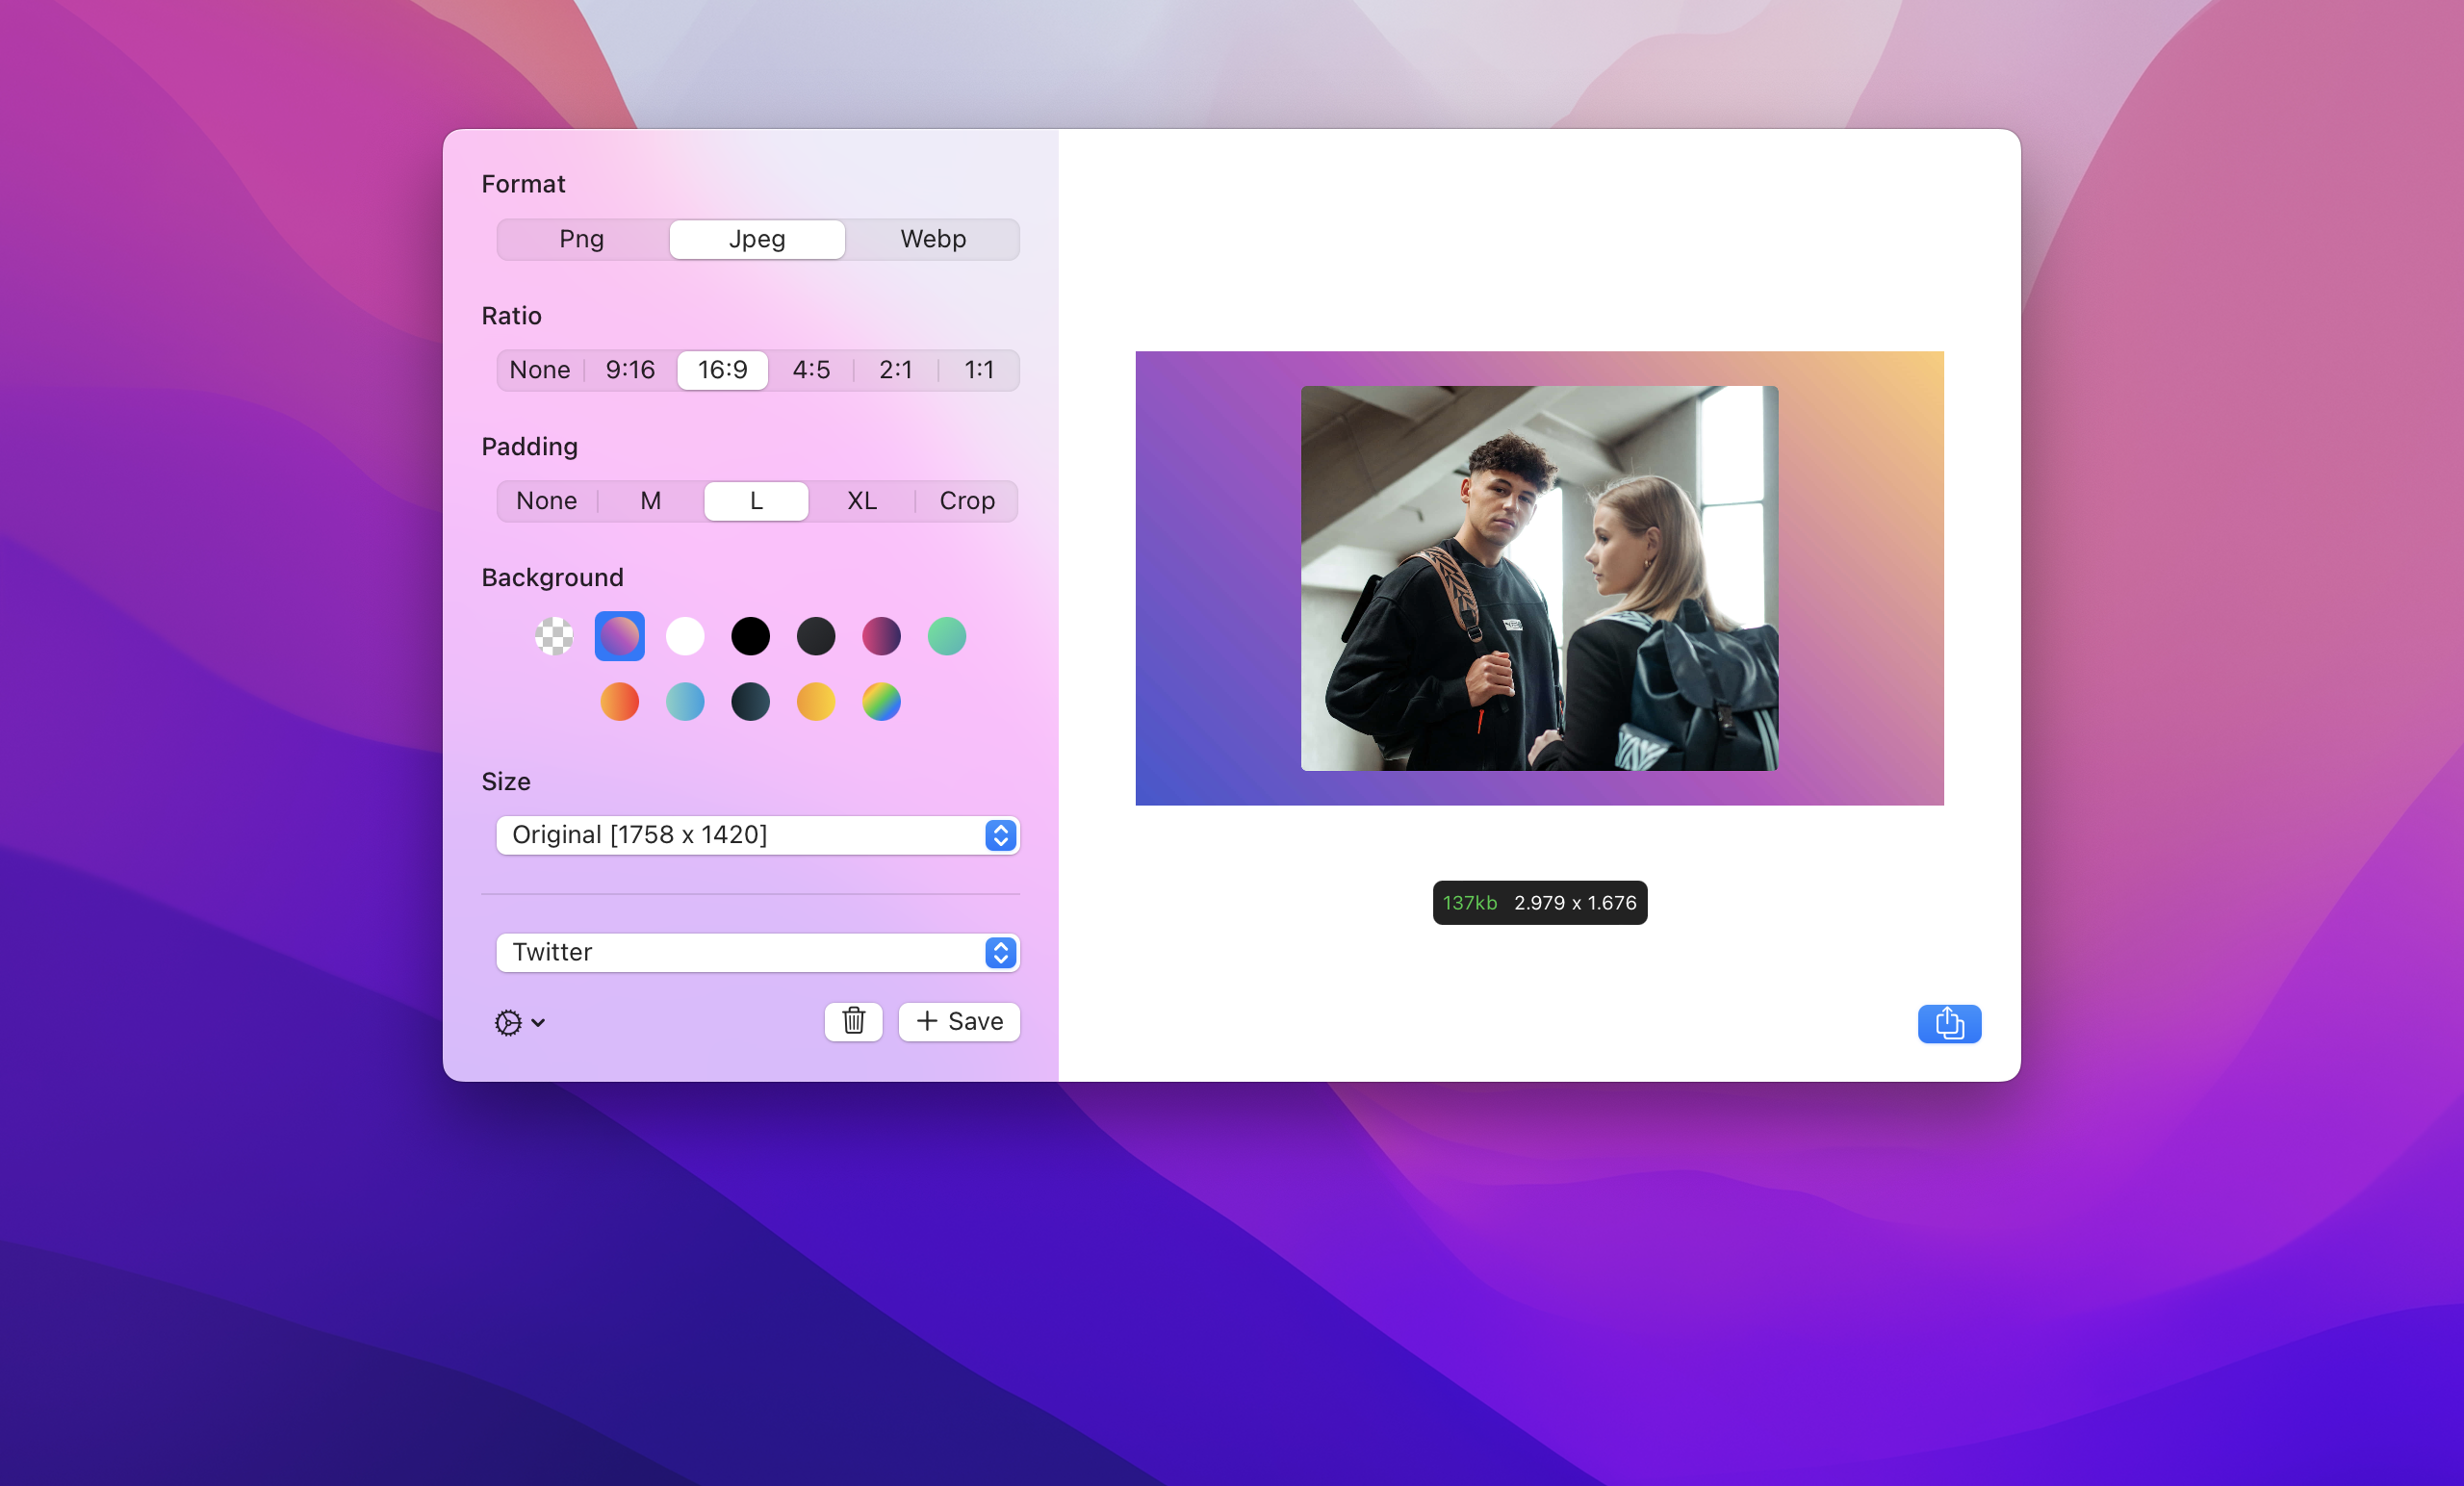 Format
Png Jpeg Webp
Ratio
None 9:16 16:9 4:5 2:1 1:1
Padding
None M L XL Crop
Background
Size
Original [1758 x 1420]
137kb 2.979 x 1.676
Twitter
Save